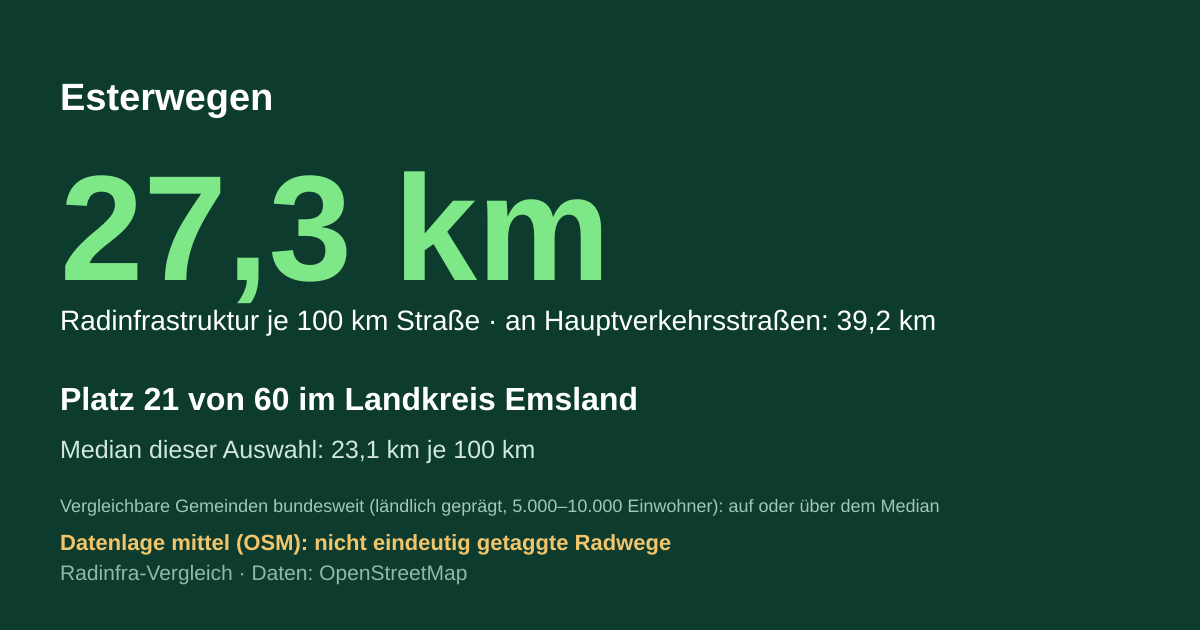 Esterwegen
27,3 km
Radinfrastruktur je 100 km Straße · an Hauptverkehrsstraßen: 39,2 km
Platz 21 von 60 im Landkreis Emsland
Median dieser Auswahl: 23,1 km je 100 km
Vergleichbare Gemeinden bundesweit (ländlich geprägt, 5.000–10.000 Einwohner): auf oder über dem Median
Datenlage mittel (OSM): nicht eindeutig getaggte Radwege
Radinfra-Vergleich · Daten: OpenStreetMap